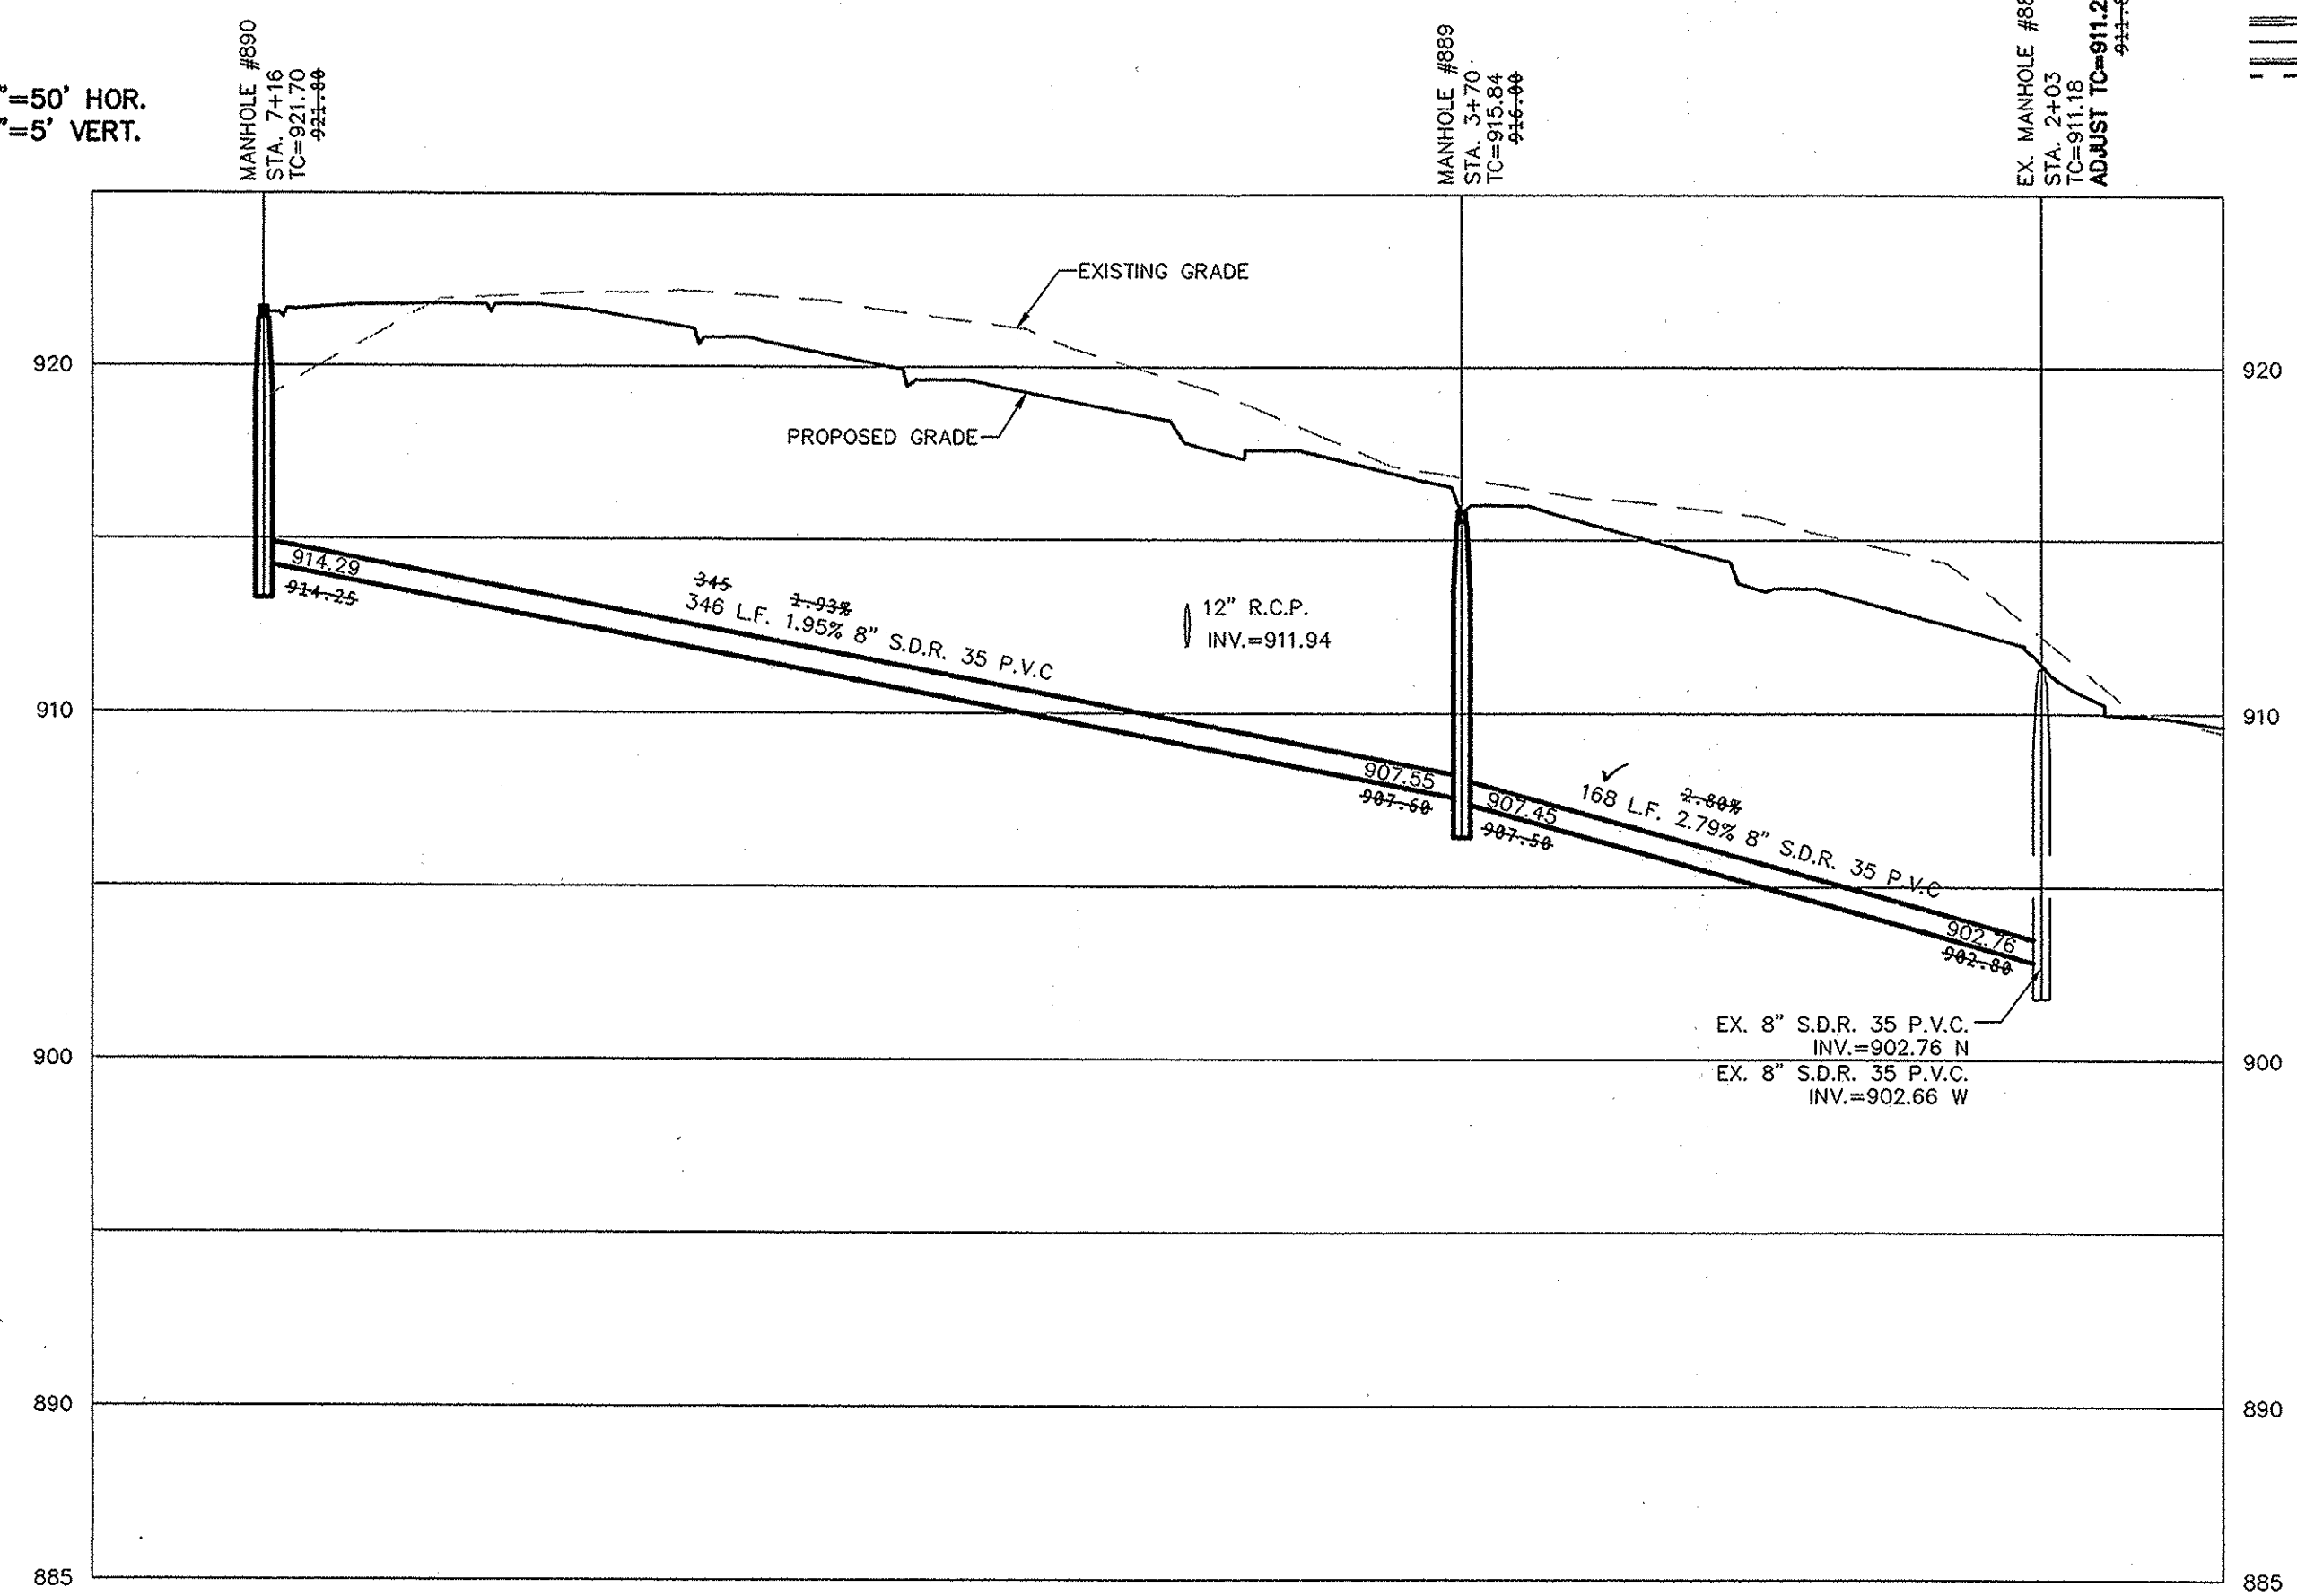 "=50' HOR.
"=5' VERT.
MANHOLE #890
STA. 7+16
TC=921.70
921.80
MANHOLE #889
STA. 3+70
TC=915.84
916.00
EX. MANHOLE #88
STA. 2+03
TC=911.18
ADJUST TC=911.2
EXISTING GRADE
PROPOSED GRADE
920
920
914.29
914.25
345
1.93%
346 L.F. 1.95% 8" S.D.R. 35 P.V.C
12" R.C.P.
INV.=911.94
910
910
907.55
907.60
907.45
907.50
2.80%
168 L.F. 2.79% 8" S.D.R. 35 P.V.C
902.76
902.80
EX. 8" S.D.R. 35 P.V.C.
INV.=902.76 N
EX. 8" S.D.R. 35 P.V.C.
INV.=902.66 W
900
900
890
890
885
885